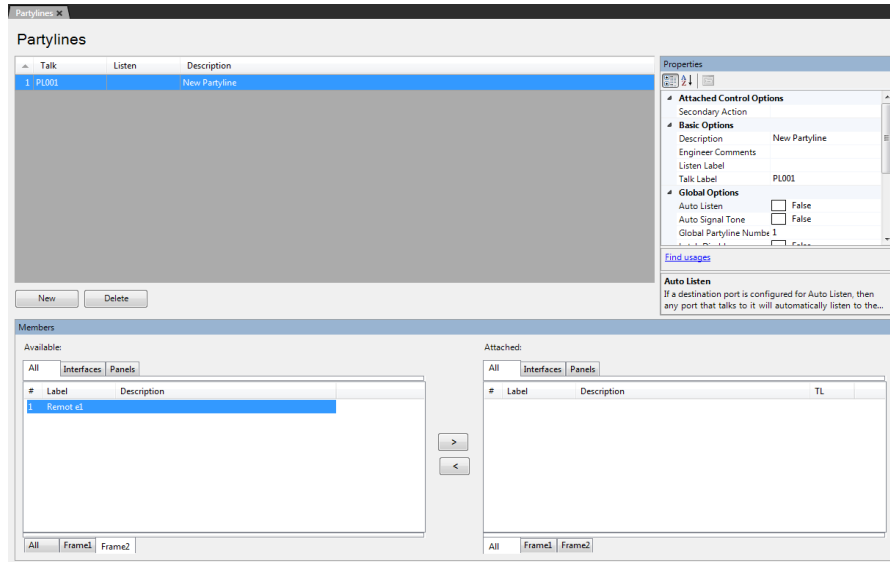 Partylines ×
Partylines
Talk Listen Description
1 PL001 New Partyline
New Delete
Properties
Attached Control Options
Secondary Action
Basic Options
Description New Partyline
Engineer Comments
Listen Label
Talk Label PL001
Global Options
Auto Listen False
Auto Signal Tone False
Global Partyline Numbe 1
Find usages
Auto Listen
If a destination port is configured for Auto Listen, then
any port that talks to it will automatically listen to the...
Members
Available:
All Interfaces Panels
# Label Description
1 Remot e1
All Frame1 Frame2
>
<
Attached:
All Interfaces Panels
# Label Description TL
All Frame1 Frame2